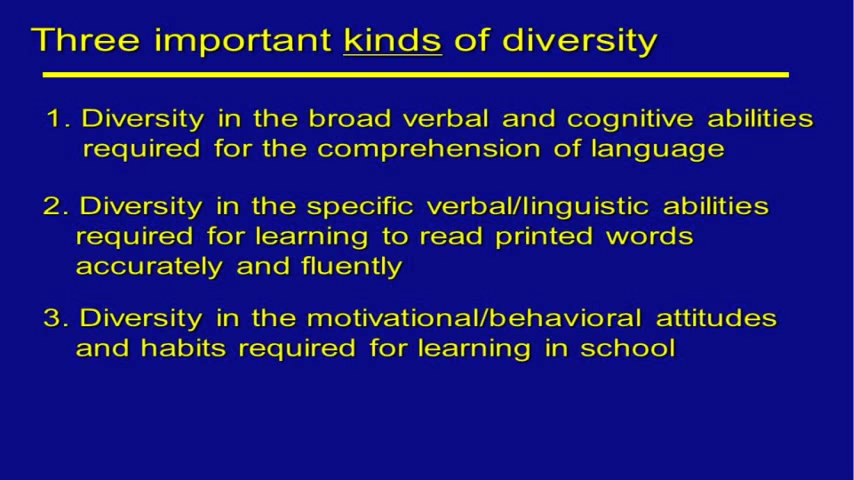 Three important kinds of diversity
1. Diversity in the broad verbal and cognitive abilities
required for the comprehension of language
2. Diversity in the specific verbal/linguistic abilities
required for learning to read printed words
accurately and fluently
3. Diversity in the motivational/behavioral attitudes
and habits required for learning in school